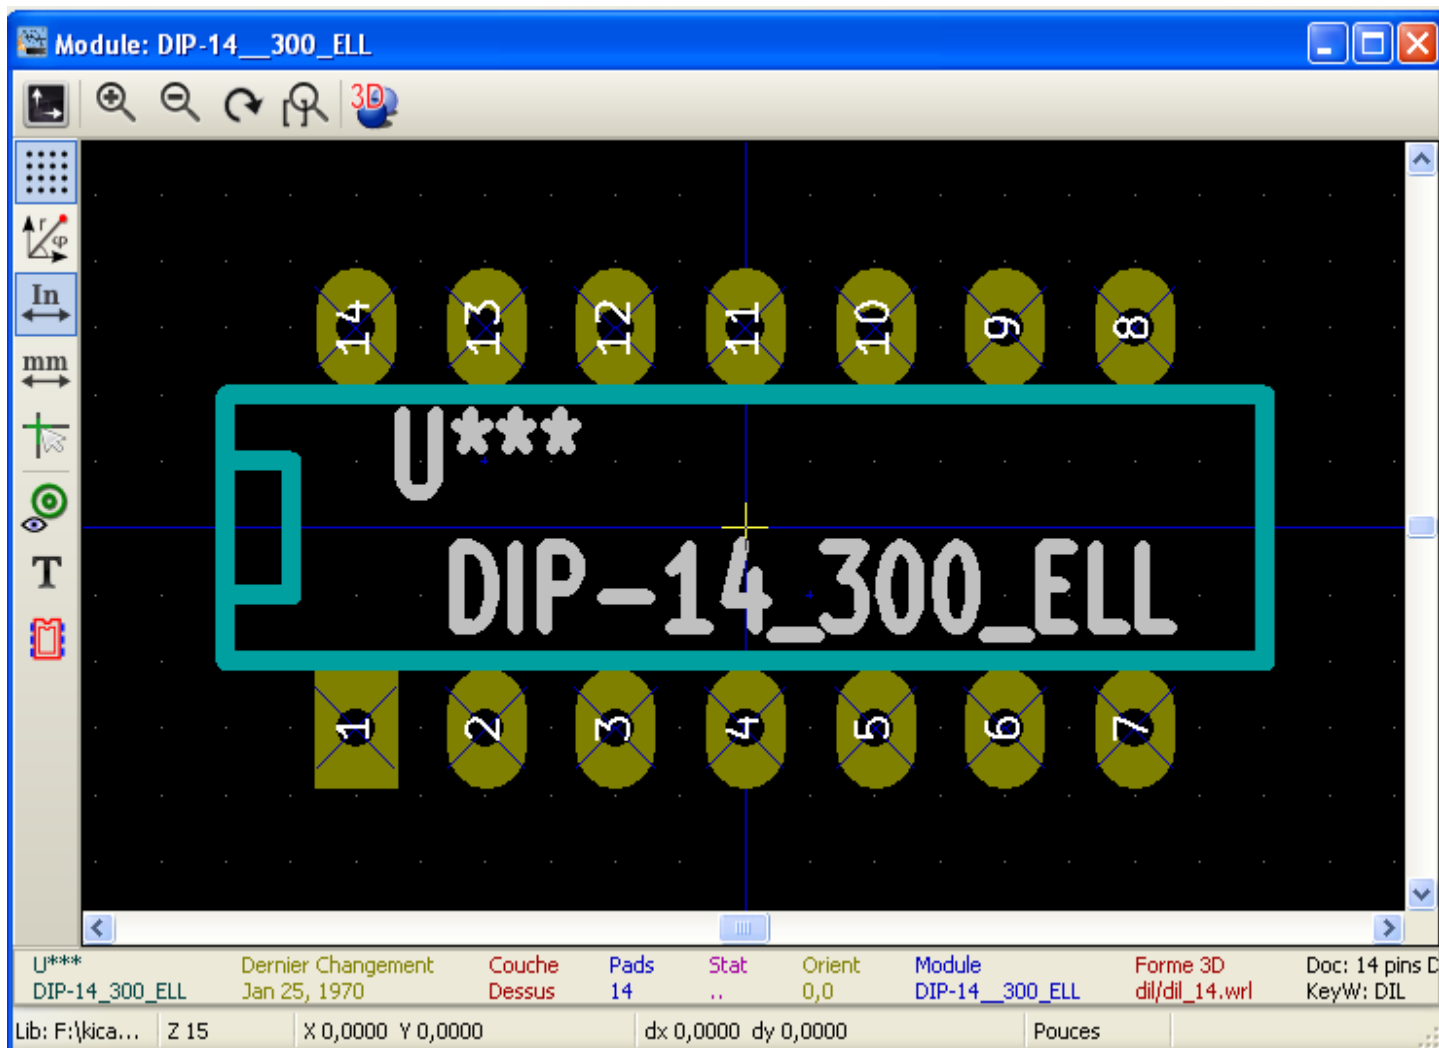 Module: DIP-14__300_ELL
3D
r
φ
In
mm
T
14 13 12 11 10 9 8
U***
DIP-14_300_ELL
1 2 3 4 5 6 7
U*** Dernier Changement Couche Pads Stat Orient Module Forme 3D Doc: 14 pins D
DIP-14_300_ELL Jan 25, 1970 Dessus 14 .. 0,0 DIP-14__300_ELL dil/dil_14.wrl KeyW: DIL
Lib: F:\kica... Z 15 X 0,0000 Y 0,0000 dx 0,0000 dy 0,0000 Pouces